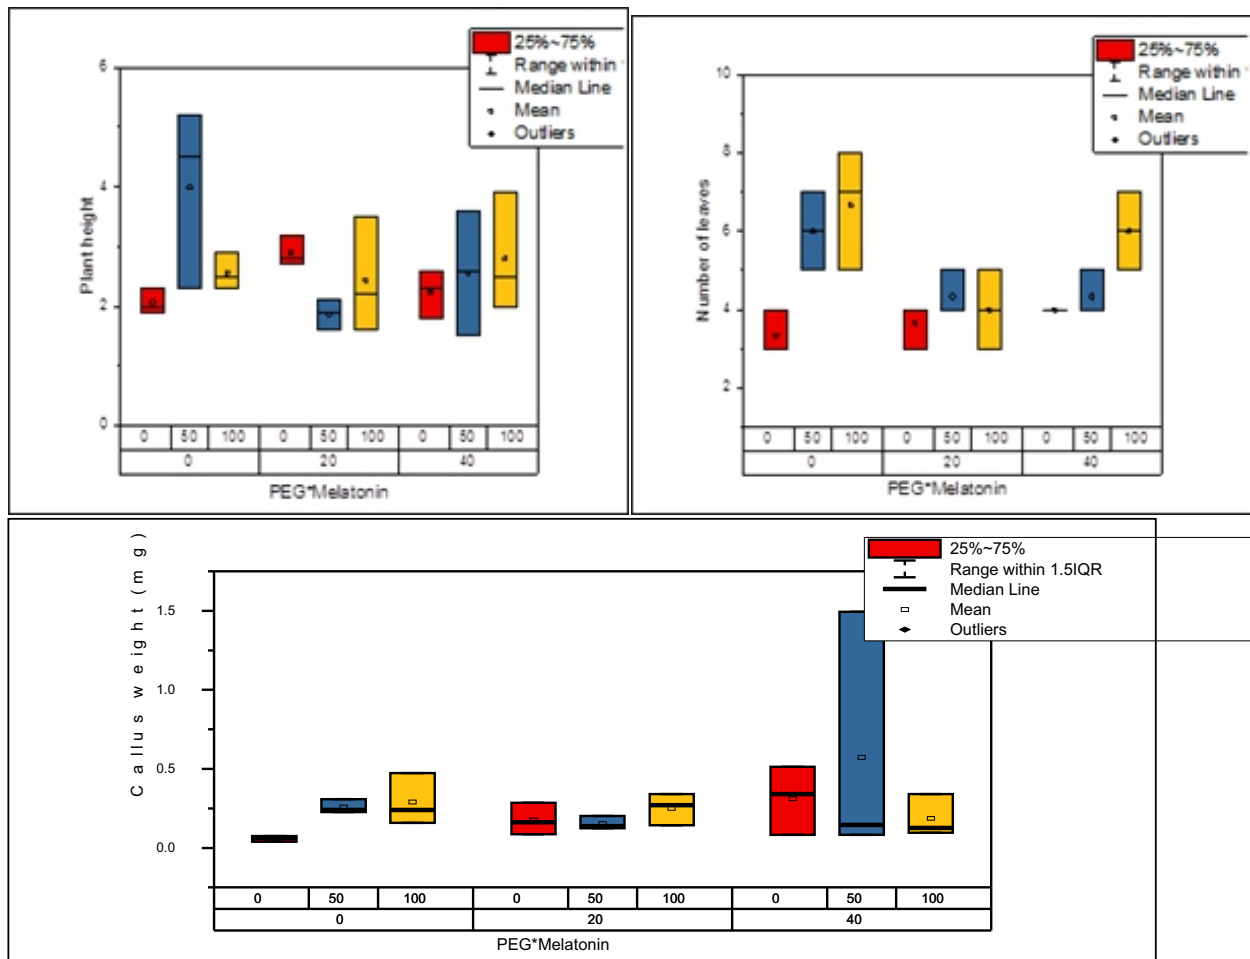 25%~75%
Range within
Median Line
Mean
Outliers
6
4
2
0
Plant height
0 50 100 0 50 100 0 50 100
0 20 40
PEG*Melatonin
25%~75%
Range within
Median Line
Mean
Outliers
10
8
6
4
2
Number of leaves
0 50 100 0 50 100 0 50 100
0 20 40
PEG*Melatonin
25%~75%
Range within 1.5IQR
Median Line
Mean
Outliers
1.5
1.0
0.5
0.0
Callus weight (mg)
0 50 100 0 50 100 0 50 100
0 20 40
PEG*Melatonin